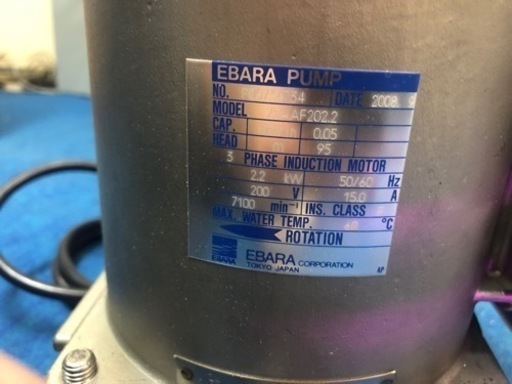 EBARA PUMP
NO. DATE 2008
MODEL AF202.2
CAP. 0.05
HEAD m 95
3 PHASE INDUCTION MOTOR
2.2 kW 50/60 Hz
200 V 15.0 A
7100 min⁻¹ INS. CLASS
MAX. WATER TEMP. °C
ROTATION
EBARA EBARA CORPORATION
TOKYO JAPAN AP